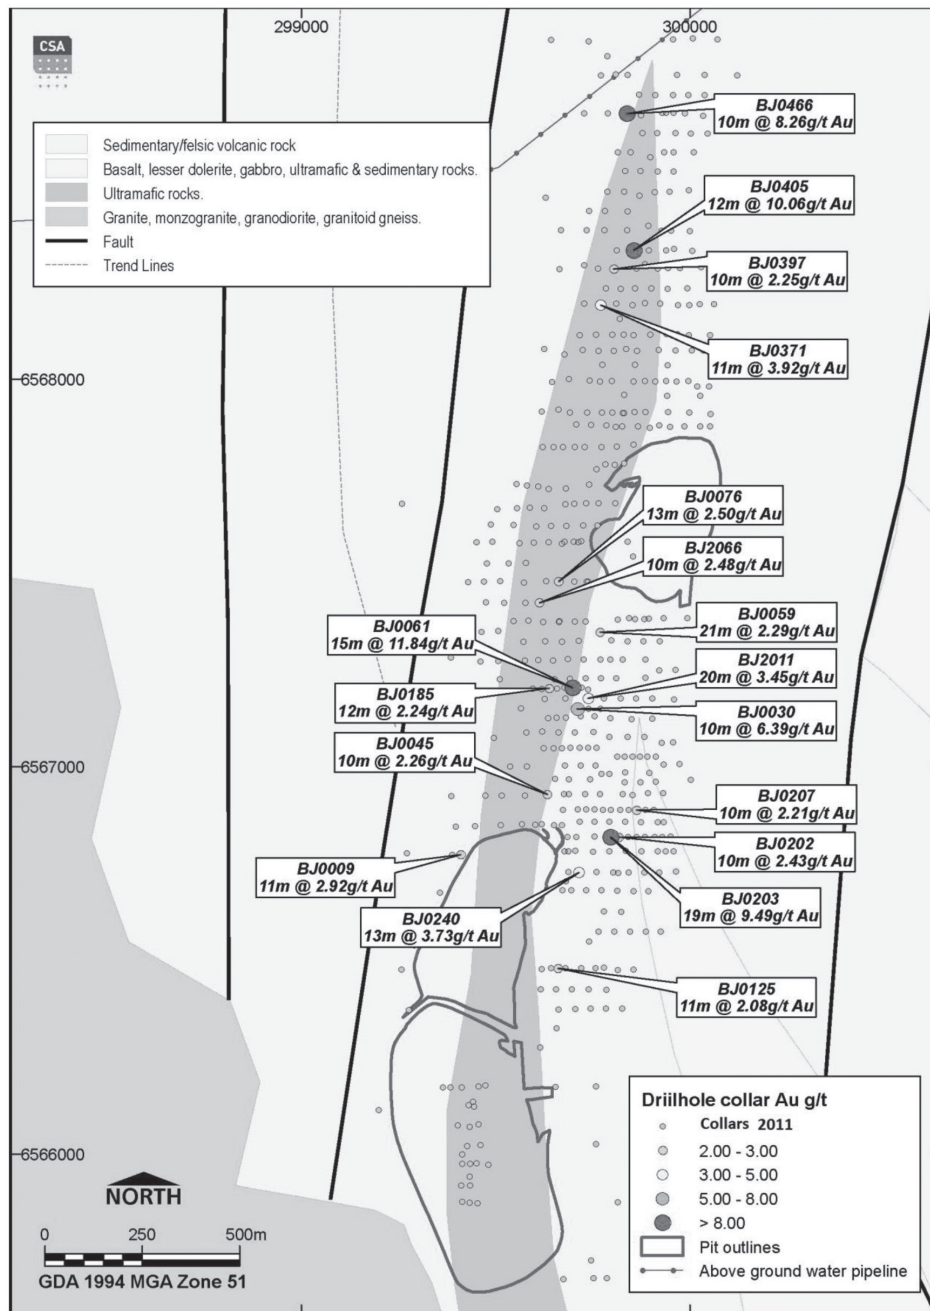 299000
300000
CSA
BJ0466
10m @ 8.26g/t Au
Sedimentary/felsic volcanic rock
Basalt, lesser dolerite, gabbro, ultramafic & sedimentary rocks.
Ultramafic rocks.
Granite, monzogranite, granodiorite, granitoid gneiss.
Fault
Trend Lines
BJ0405
12m @ 10.06g/t Au
BJ0397
10m @ 2.25g/t Au
BJ0371
11m @ 3.92g/t Au
6568000
BJ0076
13m @ 2.50g/t Au
BJ2066
10m @ 2.48g/t Au
BJ0061
15m @ 11.84g/t Au
BJ0059
21m @ 2.29g/t Au
BJ2011
20m @ 3.45g/t Au
BJ0185
12m @ 2.24g/t Au
BJ0030
10m @ 6.39g/t Au
BJ0045
10m @ 2.26g/t Au
6567000
BJ0207
10m @ 2.21g/t Au
BJ0202
10m @ 2.43g/t Au
BJ0009
11m @ 2.92g/t Au
BJ0203
19m @ 9.49g/t Au
BJ0240
13m @ 3.73g/t Au
BJ0125
11m @ 2.08g/t Au
6566000
NORTH
0 250 500m
GDA 1994 MGA Zone 51
Driilhole collar Au g/t
Collars 2011
2.00 - 3.00
3.00 - 5.00
5.00 - 8.00
> 8.00
Pit outlines
Above ground water pipeline